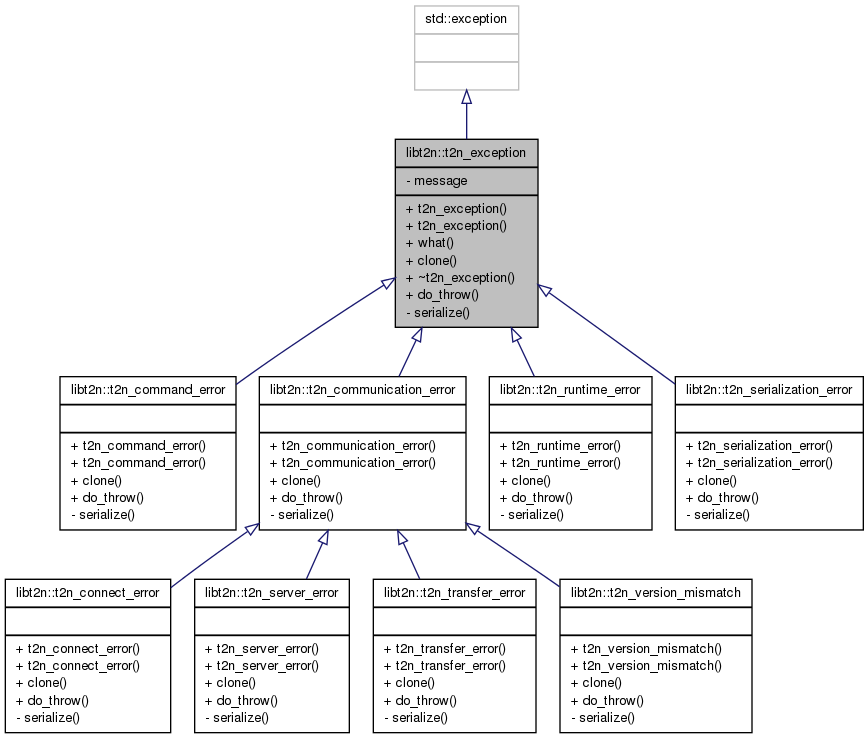 std::exception
libt2n::t2n_exception
- message
+ t2n_exception()
+ t2n_exception()
+ what()
+ clone()
+ ~t2n_exception()
+ do_throw()
- serialize()
libt2n::t2n_command_error
+ t2n_command_error()
+ t2n_command_error()
+ clone()
+ do_throw()
- serialize()
libt2n::t2n_communication_error
+ t2n_communication_error()
+ t2n_communication_error()
+ clone()
+ do_throw()
- serialize()
libt2n::t2n_runtime_error
+ t2n_runtime_error()
+ t2n_runtime_error()
+ clone()
+ do_throw()
- serialize()
libt2n::t2n_serialization_error
+ t2n_serialization_error()
+ t2n_serialization_error()
+ clone()
+ do_throw()
- serialize()
libt2n::t2n_connect_error
+ t2n_connect_error()
+ t2n_connect_error()
+ clone()
+ do_throw()
- serialize()
libt2n::t2n_server_error
+ t2n_server_error()
+ t2n_server_error()
+ clone()
+ do_throw()
- serialize()
libt2n::t2n_transfer_error
+ t2n_transfer_error()
+ t2n_transfer_error()
+ clone()
+ do_throw()
- serialize()
libt2n::t2n_version_mismatch
+ t2n_version_mismatch()
+ t2n_version_mismatch()
+ clone()
+ do_throw()
- serialize()